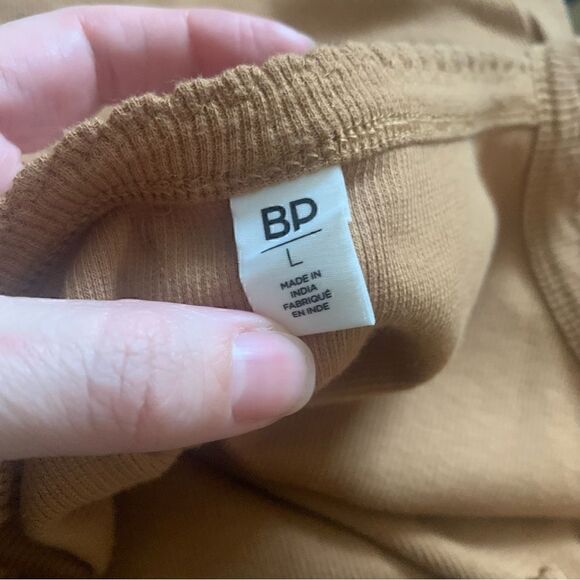 BP
L
MADE IN
INDIA
FABRIQUÉ
EN INDE